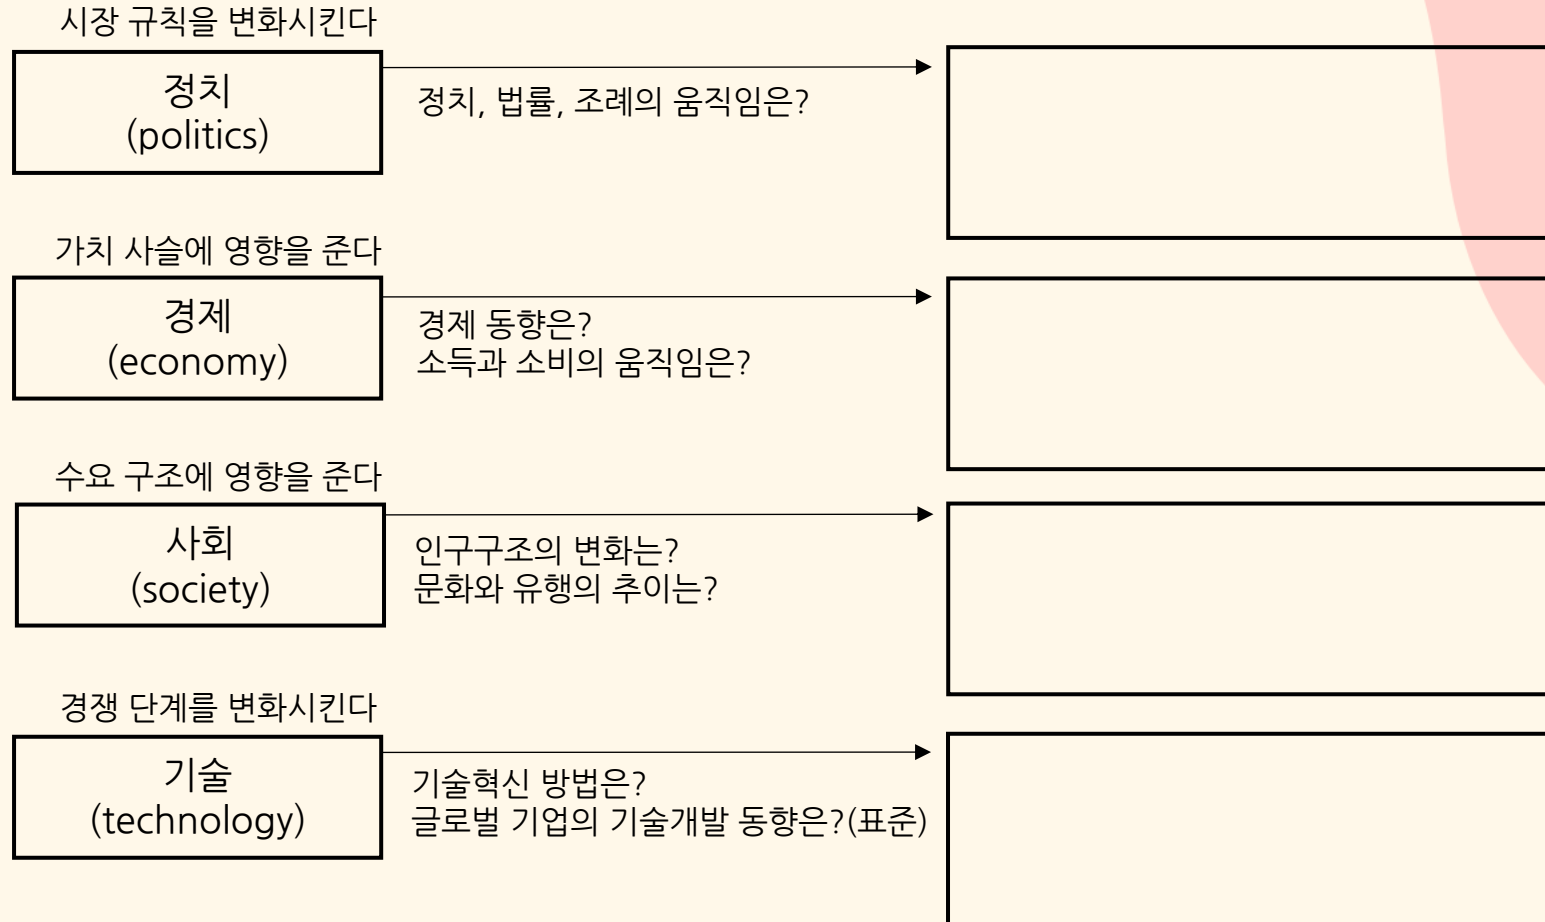 시장 규칙을 변화시킨다
정치
(politics)
정치, 법률, 조례의 움직임은?
가치 사슬에 영향을 준다
경제
(economy)
경제 동향은?
소득과 소비의 움직임은?
수요 구조에 영향을 준다
사회
(society)
인구구조의 변화는?
문화와 유행의 추이는?
경쟁 단계를 변화시킨다
기술
(technology)
기술혁신 방법은?
글로벌 기업의 기술개발 동향은?(표준)